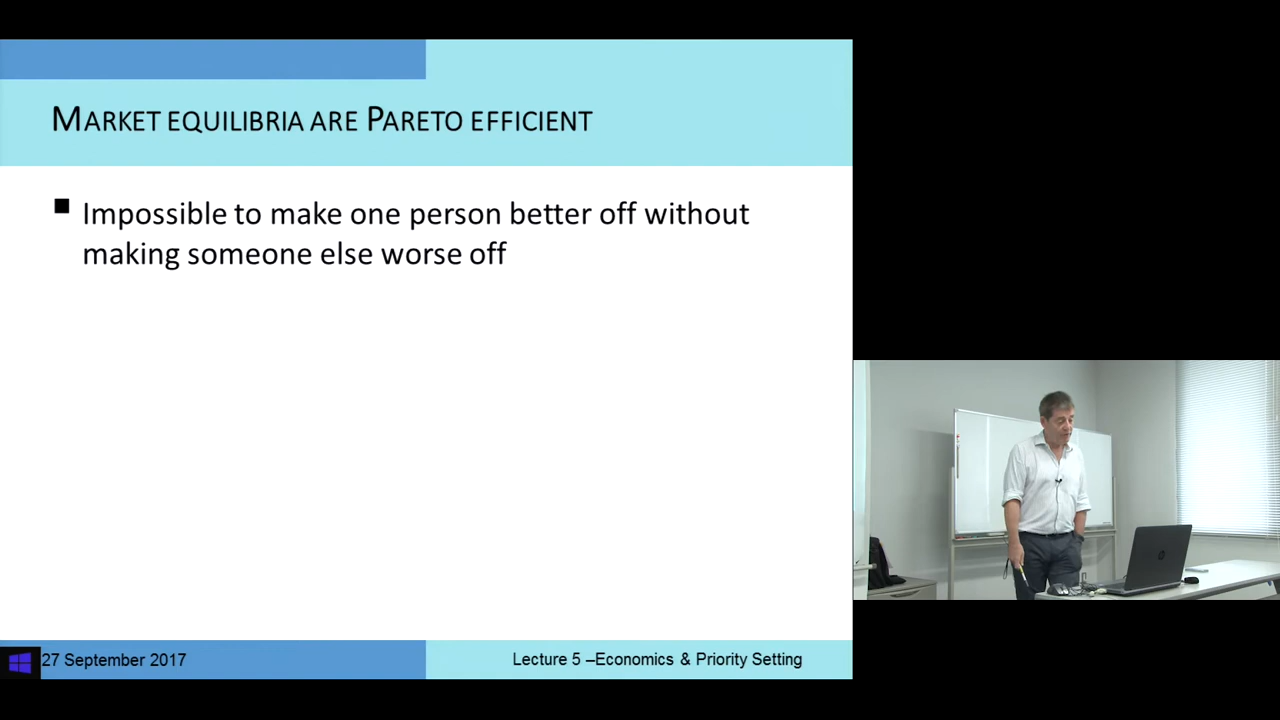 MARKET EQUILIBRIA ARE PARETO EFFICIENT
Impossible to make one person better off without
making someone else worse off
27 September 2017
Lecture 5 –Economics & Priority Setting